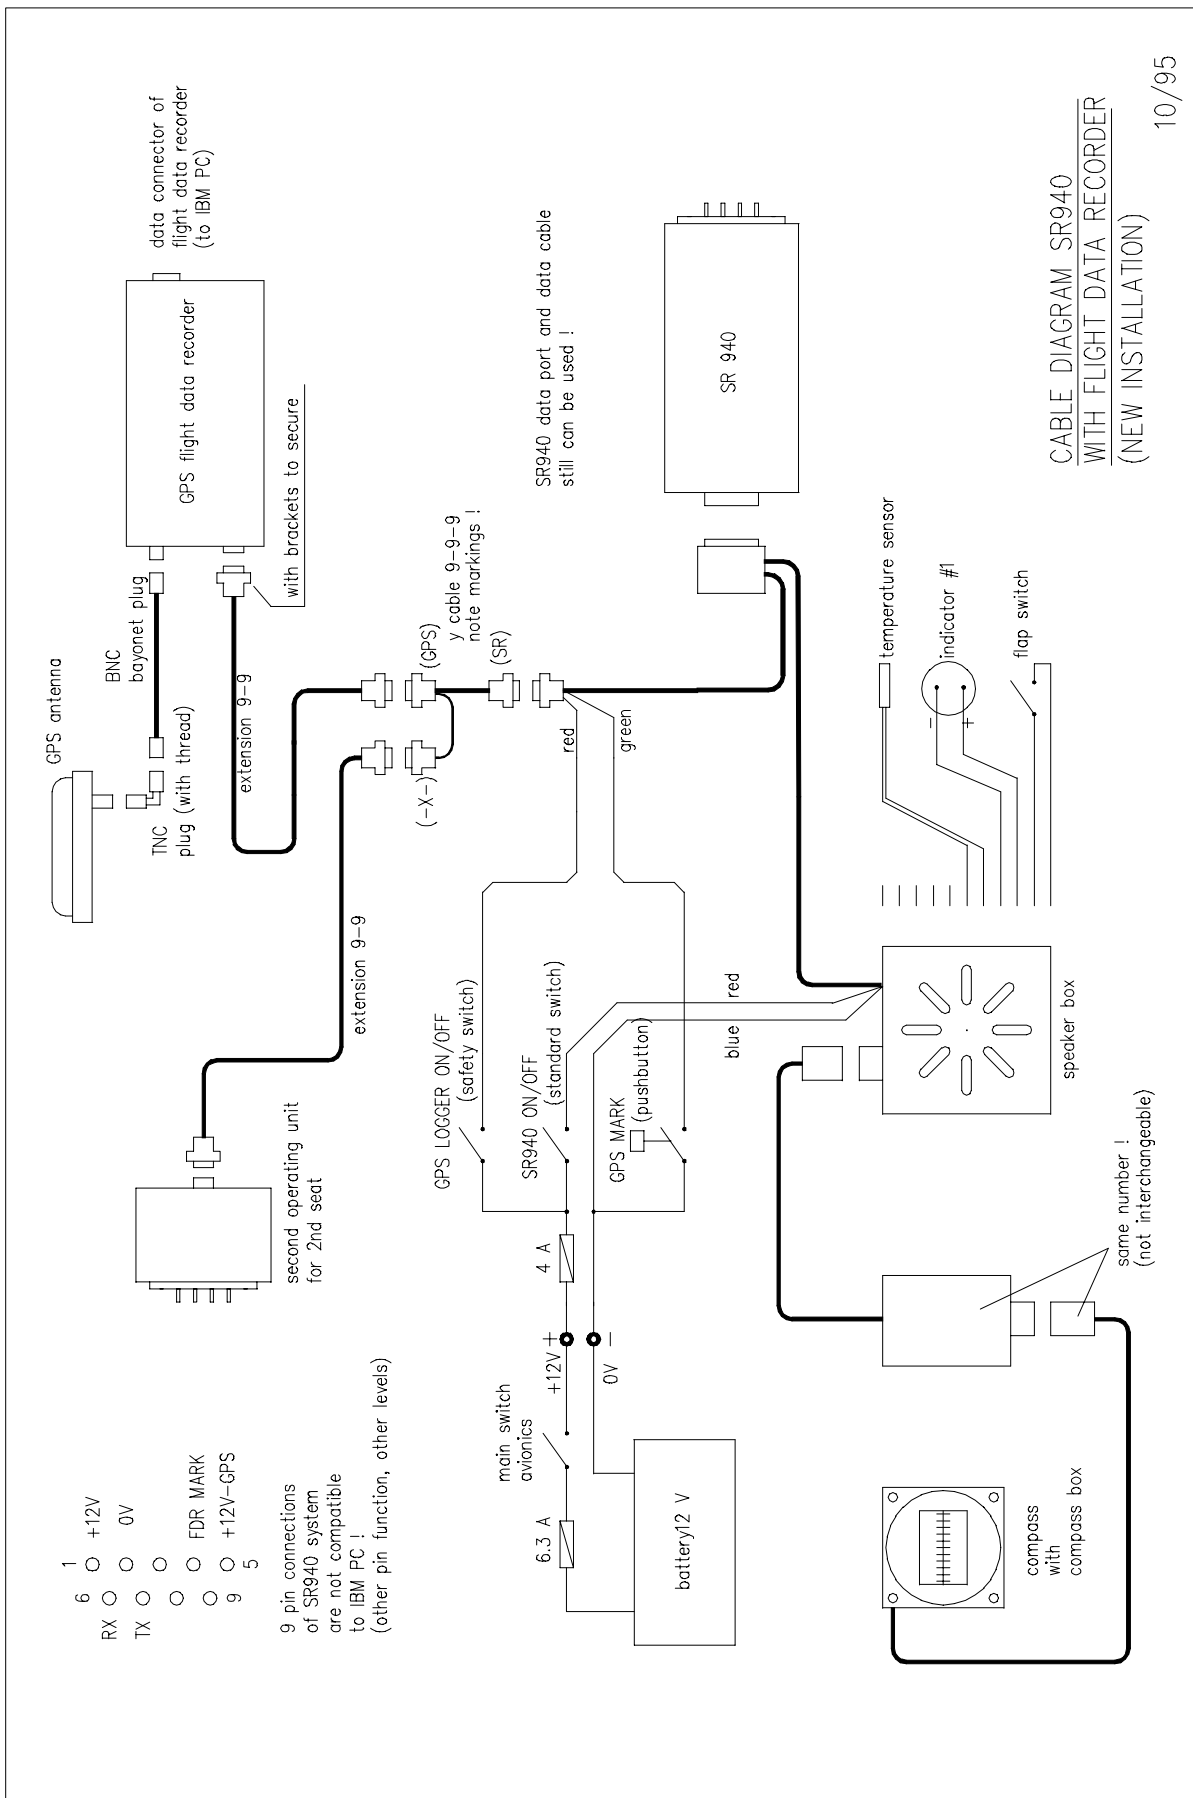 1
6
+12V
RX
0V
TX
FDR MARK
+12V-GPS
9
5
9 pin connections
of SR940 system
are not compatible
to IBM PC !
(other pin function, other levels)
second operating unit
for 2nd seat
extension 9-9
GPS antenna
TNC
plug (with thread)
BNC
bayonet plug
extension 9-9
GPS flight data recorder
data connector of
flight data recorder
(to IBM PC)
with brackets to secure
(-X-)
(GPS)
y cable 9-9-9
note markings !
(SR)
red
green
SR940 data port and data cable
still can be used !
SR 940
main switch
avionics
6.3 A
battery12 V
+12V
+
0V
-
4 A
GPS LOGGER ON/OFF
(safety switch)
SR940 ON/OFF
(standard switch)
GPS MARK
(pushbutton)
blue
red
compass
with
compass box
same number !
(not interchangeable)
speaker box
temperature sensor
-
+
indicator #1
flap switch
CABLE DIAGRAM SR940
WITH FLIGHT DATA RECORDER
(NEW INSTALLATION)
10/95